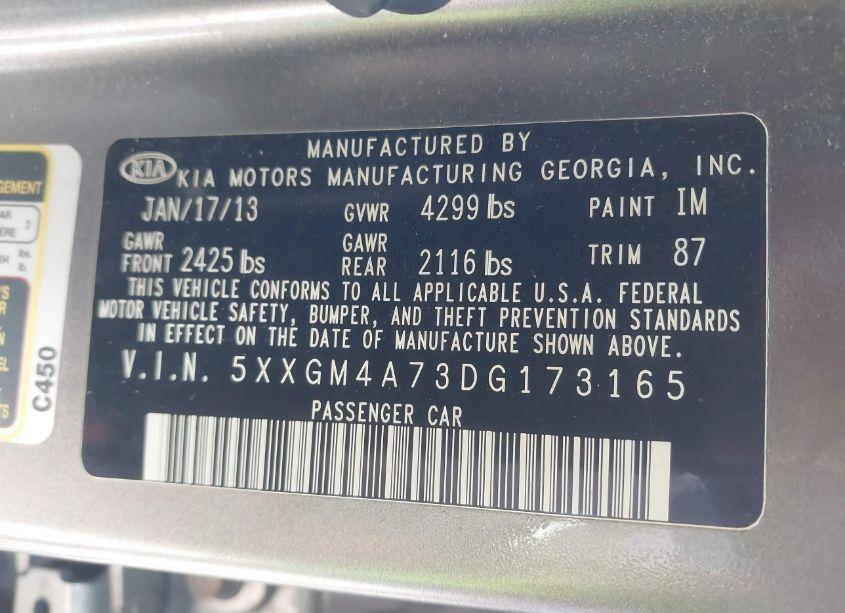 MANUFACTURED BY
KIA KIA MOTORS MANUFACTURING GEORGIA, INC.
JAN/17/13 GVWR 4299 lbs PAINT IM
GAWR FRONT 2425 lbs GAWR REAR 2116 lbs TRIM 87
THIS VEHICLE CONFORMS TO ALL APPLICABLE U.S.A. FEDERAL
MOTOR VEHICLE SAFETY, BUMPER, AND THEFT PREVENTION STANDARDS
IN EFFECT ON THE DATE OF MANUFACTURE SHOWN ABOVE.
V.I.N. 5XXGM4A73DG173165
PASSENGER CAR
C450